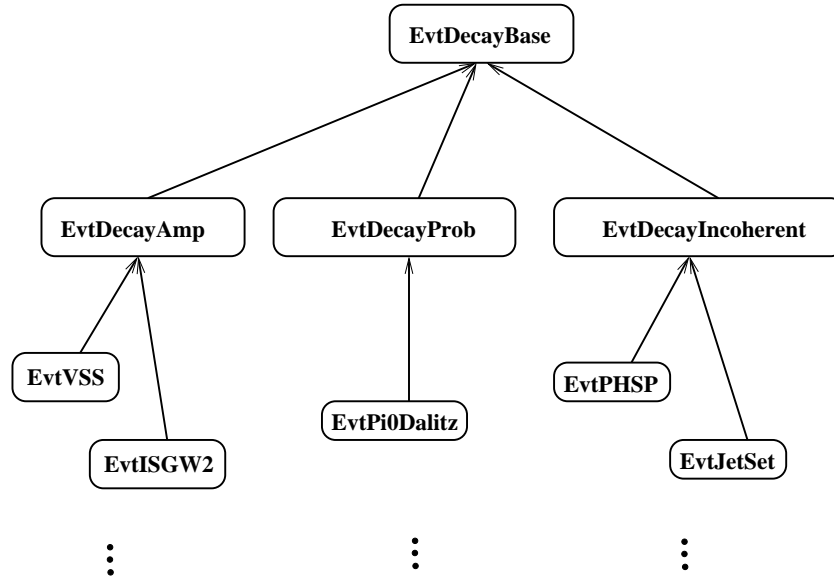 EvtDecayBase
EvtDecayAmp
EvtDecayProb
EvtDecayIncoherent
EvtVSS
EvtPHSP
EvtPi0Dalitz
EvtISGW2
EvtJetSet